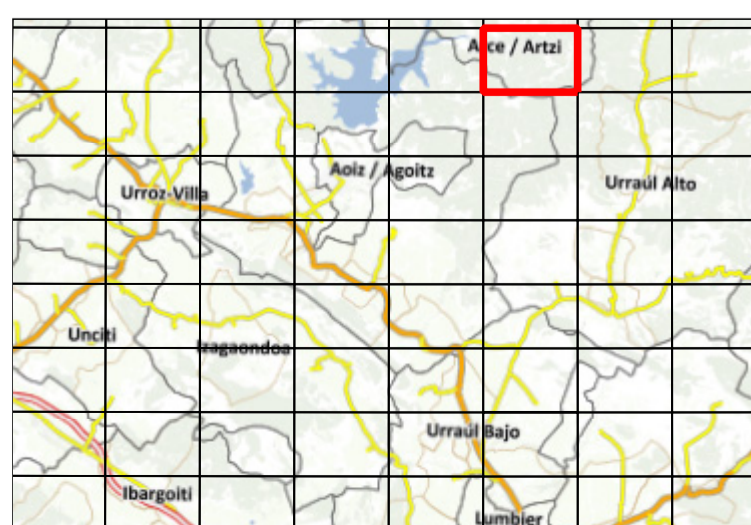 Arce / Artzi
Aoiz / Agoitz
Urraúl Alto
Urroz-Villa
Unciti
Izagaondoa
Urraúl Bajo
Ibargoiti
Lumbier